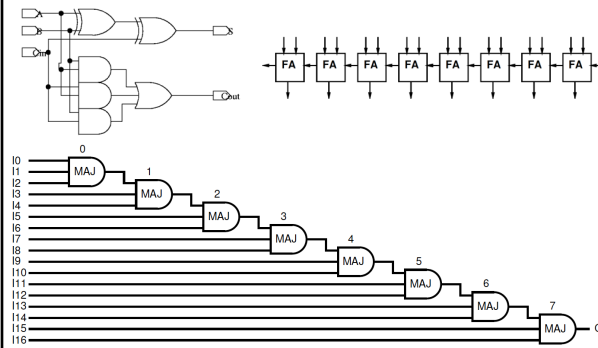 A
B
S
Cin
Cout
FA FA FA FA FA FA FA FA
0
I0
I1 MAJ 1
I2
I3 MAJ 2
I4
I5 MAJ 3
I6
I7 MAJ 4
I8
I9 MAJ 5
I10
I11 MAJ 6
I12
I13 MAJ 7
I14
I15 MAJ
I16